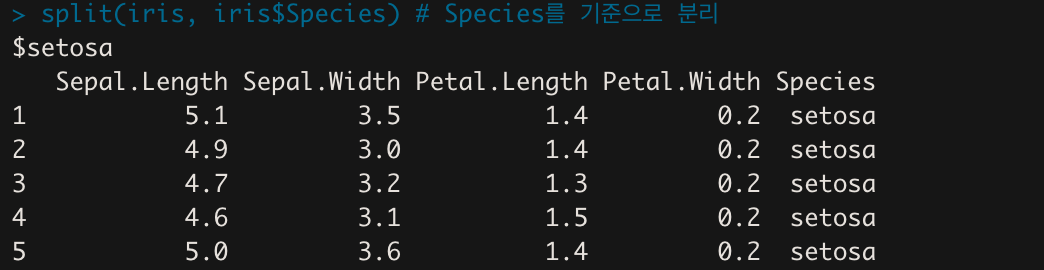 > split(iris, iris$Species) # Species를 기준으로 분리
$setosa
Sepal.Length Sepal.Width Petal.Length Petal.Width Species
1 5.1 3.5 1.4 0.2 setosa
2 4.9 3.0 1.4 0.2 setosa
3 4.7 3.2 1.3 0.2 setosa
4 4.6 3.1 1.5 0.2 setosa
5 5.0 3.6 1.4 0.2 setosa